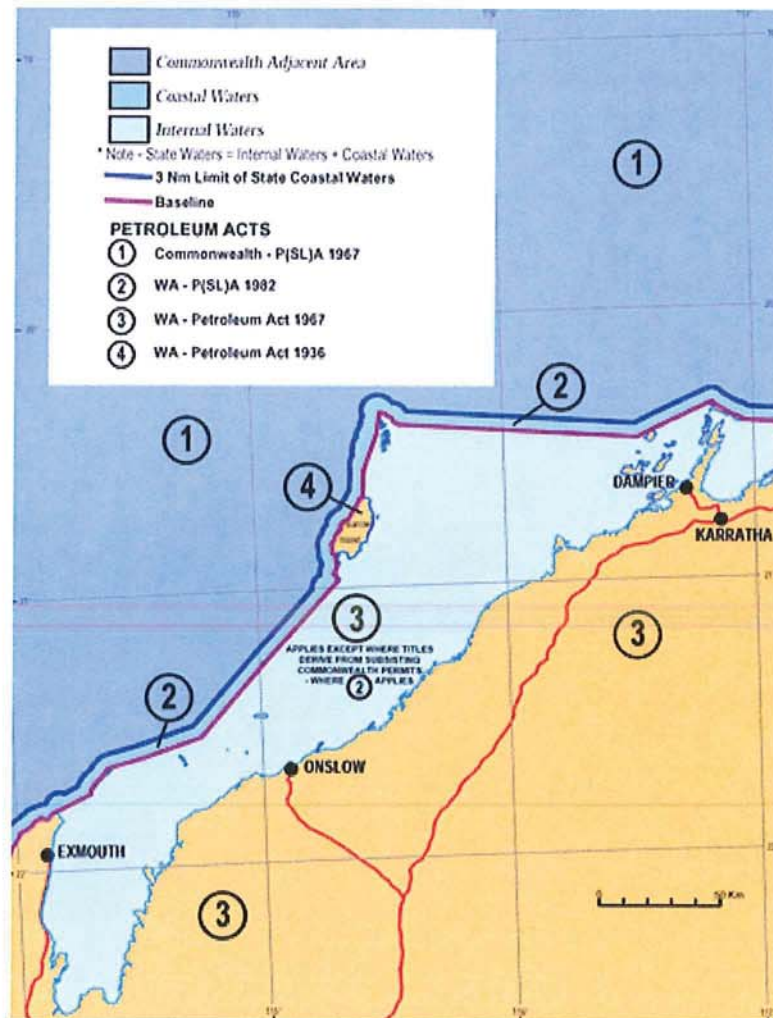 Commonwealth Adjacent Area
Coastal Waters
Internal Waters
* Note - State Waters = Internal Waters + Coastal Waters
3 Nm Limit of State Coastal Waters
Baseline
PETROLEUM ACTS
1 Commonwealth - P(SL)A 1967
2 WA - P(SL)A 1982
3 WA - Petroleum Act 1967
4 WA - Petroleum Act 1936
1
2
1
4
DAMPIER
KARRATHA
3
APPLIES EXCEPT WHERE TITLES
DERIVE FROM SUBSISTING
COMMONWEALTH PERMITS
- WHERE 2 APPLIES
3
2
ONSLOW
EXMOUTH
3
0 50 Km